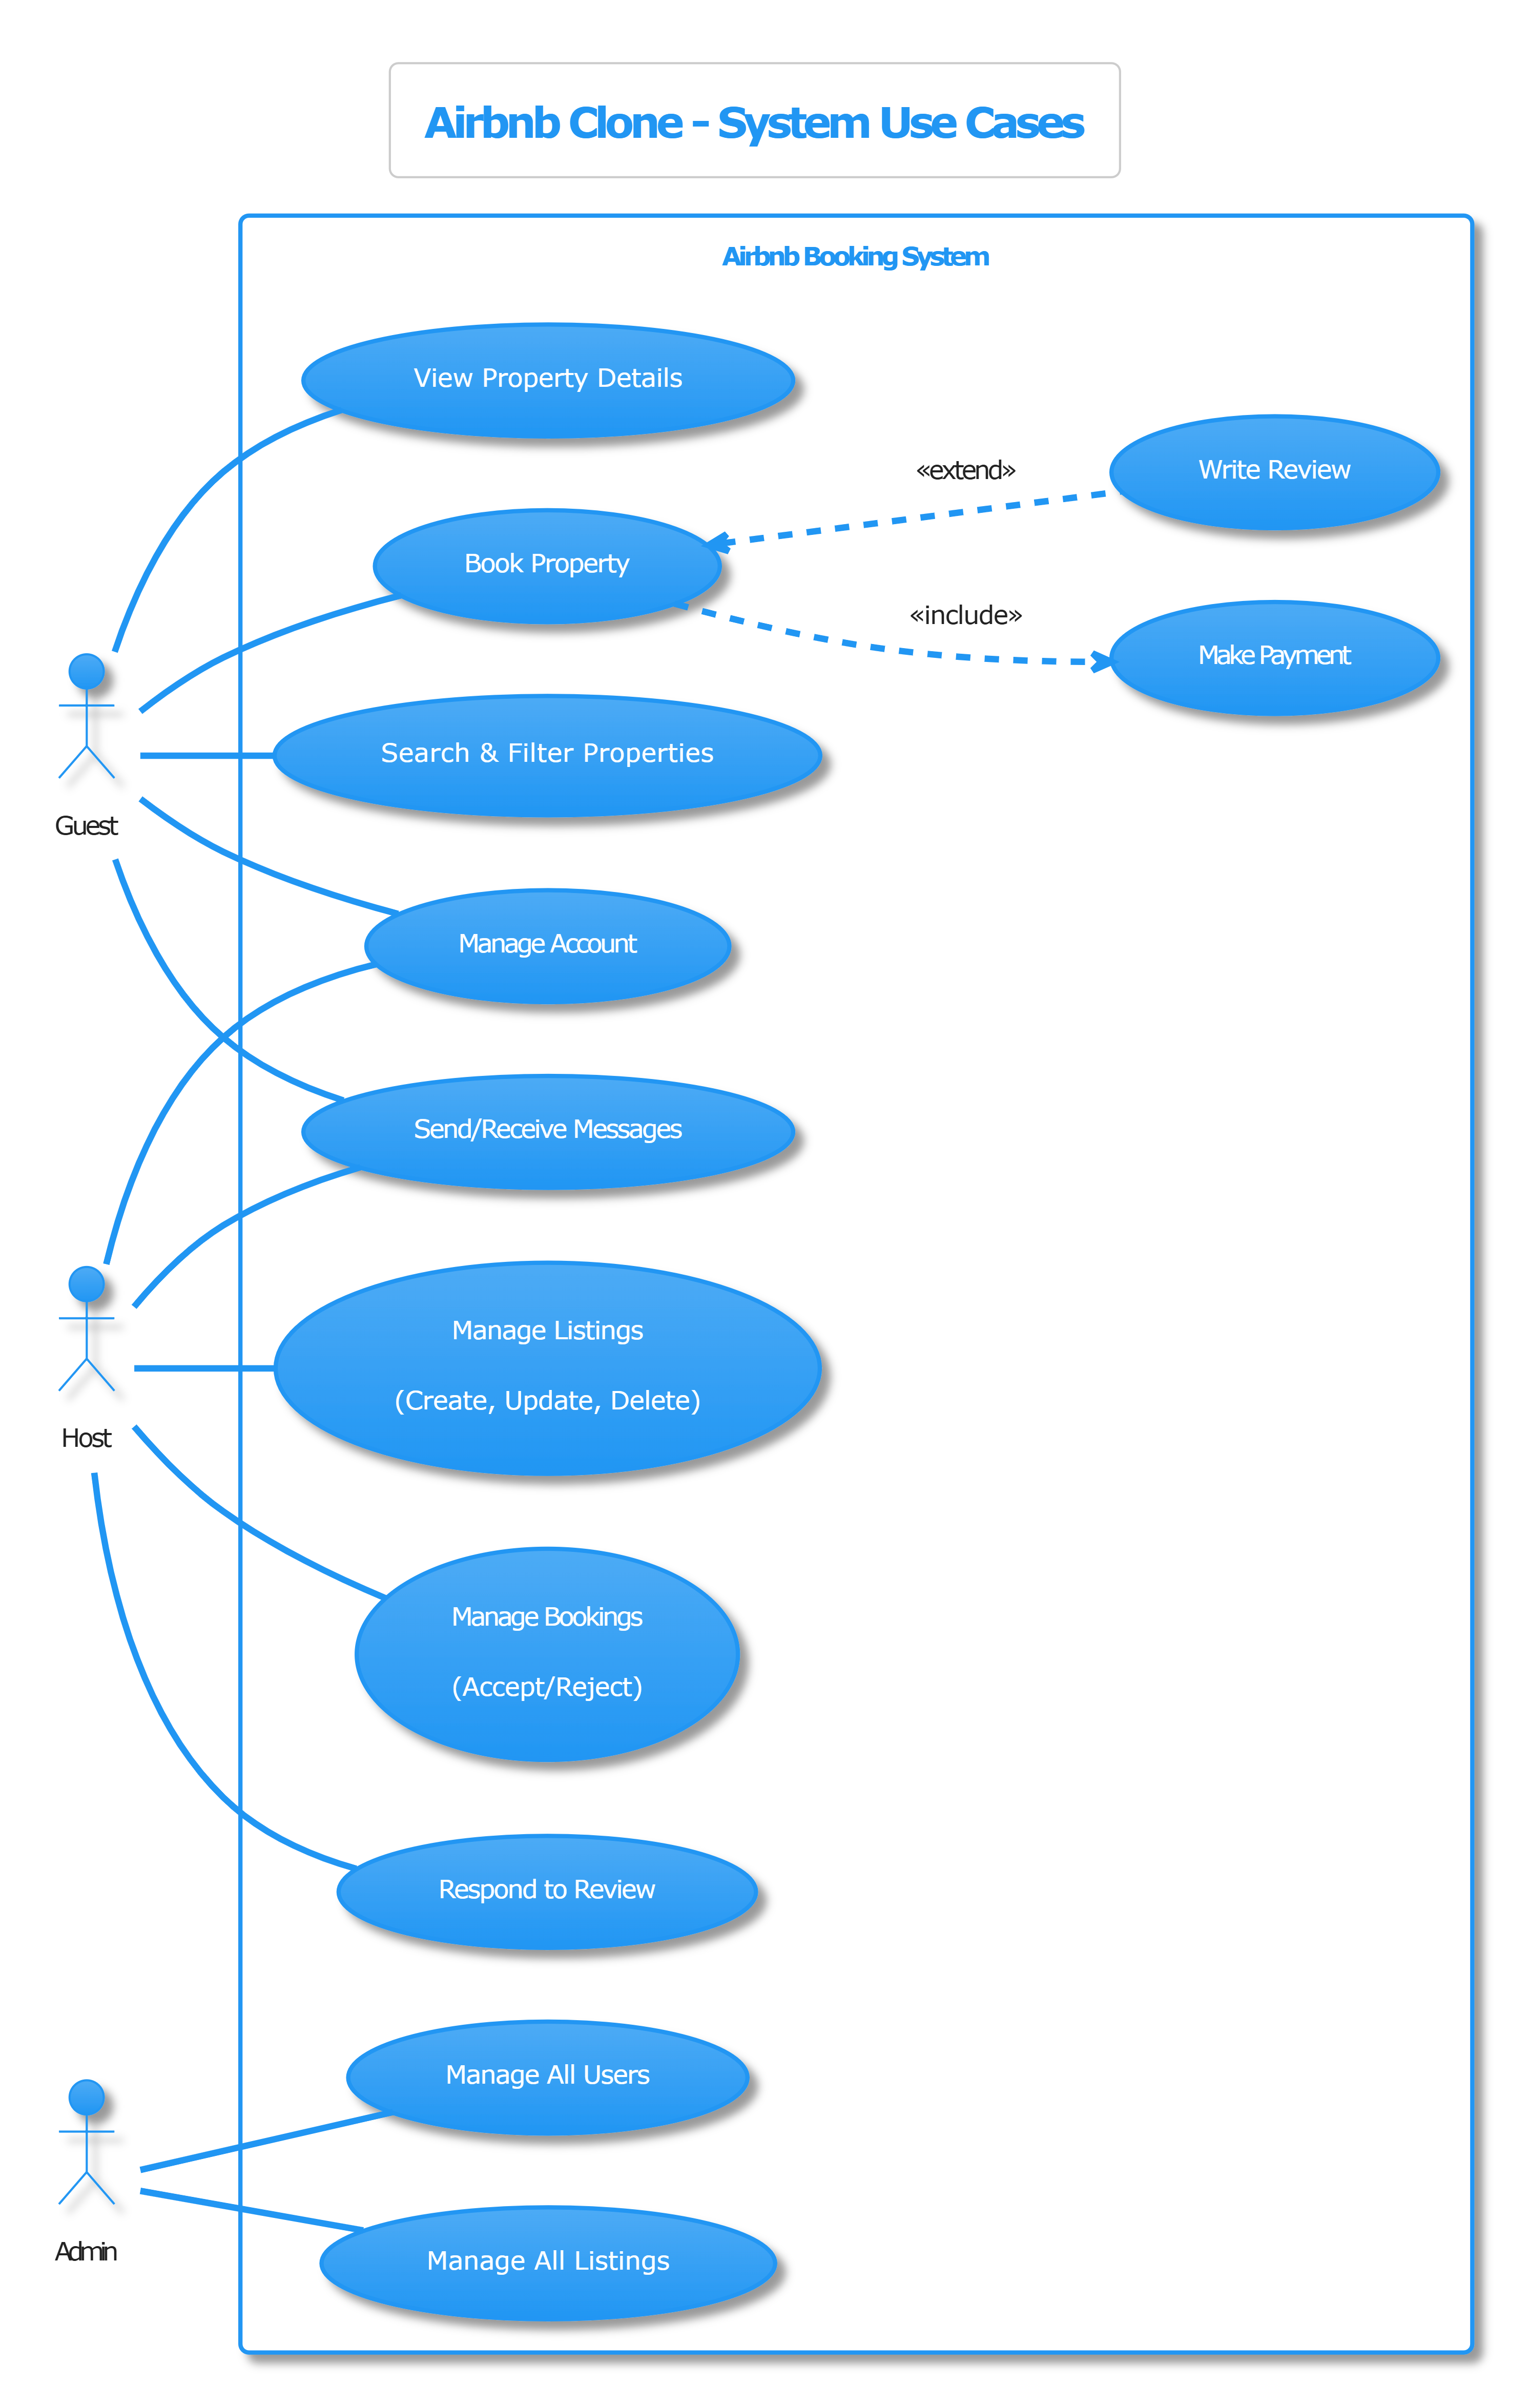 Airbnb Clone - System Use Cases
Airbnb Booking System
View Property Details
«extend»
Write Review
Book Property
«include»
Make Payment
Search & Filter Properties
Guest
Manage Account
Send/Receive Messages
Manage Listings
(Create, Update, Delete)
Host
Manage Bookings
(Accept/Reject)
Respond to Review
Manage All Users
Admin
Manage All Listings